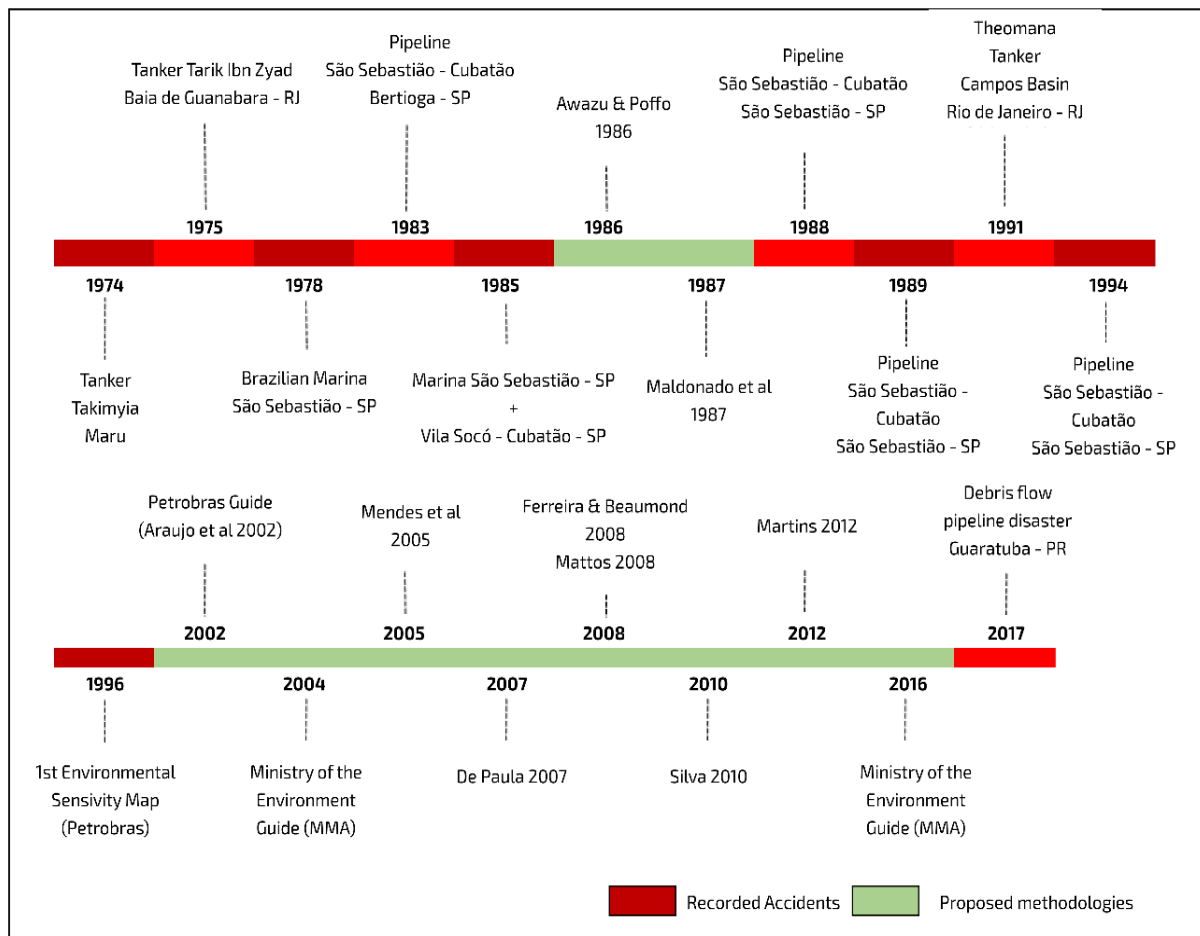 Tanker Tarik Ibn Zyad
Baia de Guanabara - RJ
Pipeline
São Sebastião - Cubatão
Bertioga - SP
Awazu & Poffo
1986
Pipeline
São Sebastião - Cubatão
São Sebastião - SP
Theomana
Tanker
Campos Basin
Rio de Janeiro - RJ
1975
1983
1986
1988
1991
1974
1978
1985
1987
1989
1994
Tanker
Takimyia
Maru
Brazilian Marina
São Sebastião - SP
Marina São Sebastião - SP
+
Vila Socó - Cubatão - SP
Maldonado et al
1987
Pipeline
São Sebastião -
Cubatão
São Sebastião - SP
Pipeline
São Sebastião -
Cubatão
São Sebastião - SP
Petrobras Guide
(Araujo et al 2002)
Mendes et al
2005
Ferreira & Beaumond
2008
Mattos 2008
Martins 2012
Debris flow
pipeline disaster
Guaratuba - PR
2002
2005
2008
2012
2017
1996
2004
2007
2010
2016
1st Environmental
Sensivity Map
(Petrobras)
Ministry of the
Environment
Guide (MMA)
De Paula 2007
Silva 2010
Ministry of the
Environment
Guide (MMA)
Recorded Accidents
Proposed methodologies